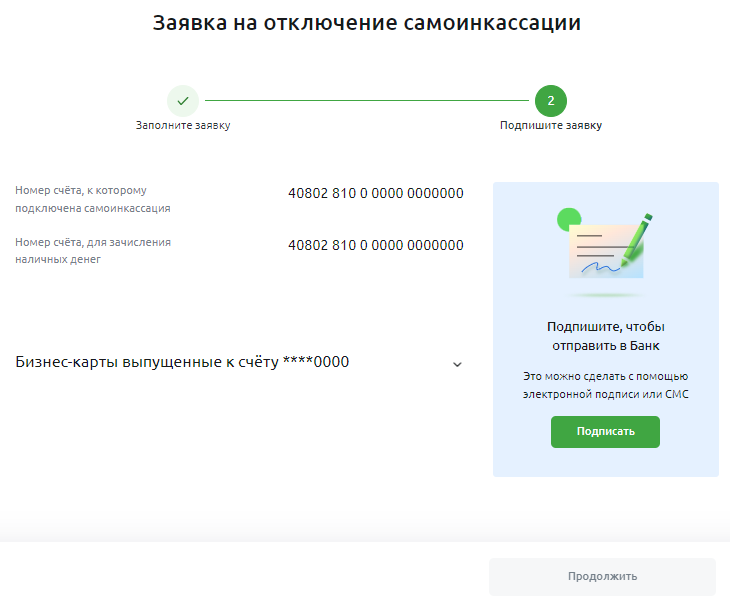 Заявка на отключение самоинкассации
2
Заполните заявку
Подпишите заявку
Номер счёта, к которому
подключена самоинкассация
40802 810 0 0000 0000000
Номер счёта, для зачисления
наличных денег
40802 810 0 0000 0000000
Бизнес-карты выпущенные к счёту ****0000
Подпишите, чтобы
отправить в Банк
Это можно сделать с помощью
электронной подписи или СМС
Подписать
Продолжить